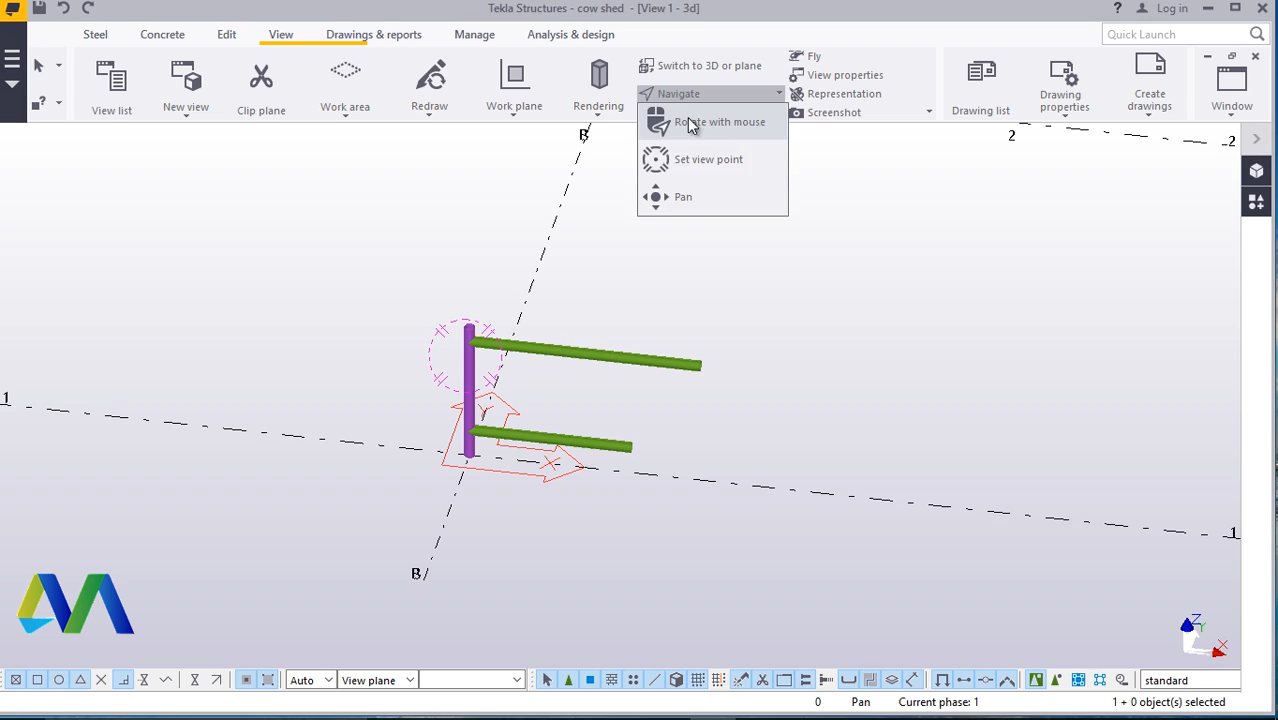 Tekla Structures - cow shed - [View 1 - 3d]
? Log in
Steel Concrete Edit View Drawings & reports Manage Analysis & design
Quick Launch
View list
New view
Clip plane
Work area
Redraw
Work plane
Rendering
Switch to 3D or plane
Navigate
Fly
View properties
Representation
Screenshot
Drawing list
Drawing
properties
Create
drawings
Window
Rotate with mouse
Set view point
Pan
B
2
2
1
Y
X
1
B
Z
Y
X
Auto
View plane
standard
0 Pan Current phase: 1 1 + 0 object(s) selected